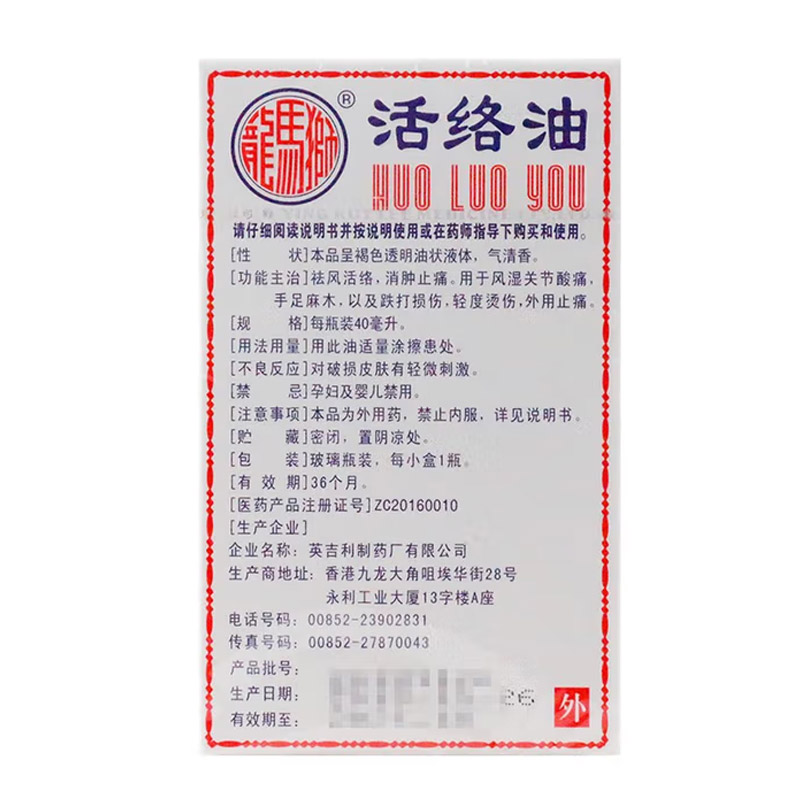 龍馬獅
®
活络油
HUO LUO YOU
请仔细阅读说明书并按说明使用或在药师指导下购买和使用。
[性 状]本品呈褐色透明油状液体，气清香。
[功能主治]祛风活络，消肿止痛。用于风湿关节酸痛，
手足麻木，以及跌打损伤，轻度烫伤，外用止痛。
[规 格]每瓶装40毫升。
[用法用量]用此油适量涂擦患处。
[不良反应]对破损皮肤有轻微刺激。
[禁 忌]孕妇及婴儿禁用。
[注意事项]本品为外用药，禁止内服，详见说明书。
[贮 藏]密闭，置阴凉处。
[包 装]玻璃瓶装，每小盒1瓶。
[有 效 期]36个月。
[医药产品注册证号]ZC20160010
[生产企业]
企业名称：英吉利制药厂有限公司
生产商地址：香港九龙大角咀埃华街28号
永利工业大厦13字楼A座
电话号码：00852-23902831
传真号码：00852-27870043
产品批号：
生产日期：
26
有效期至：
外